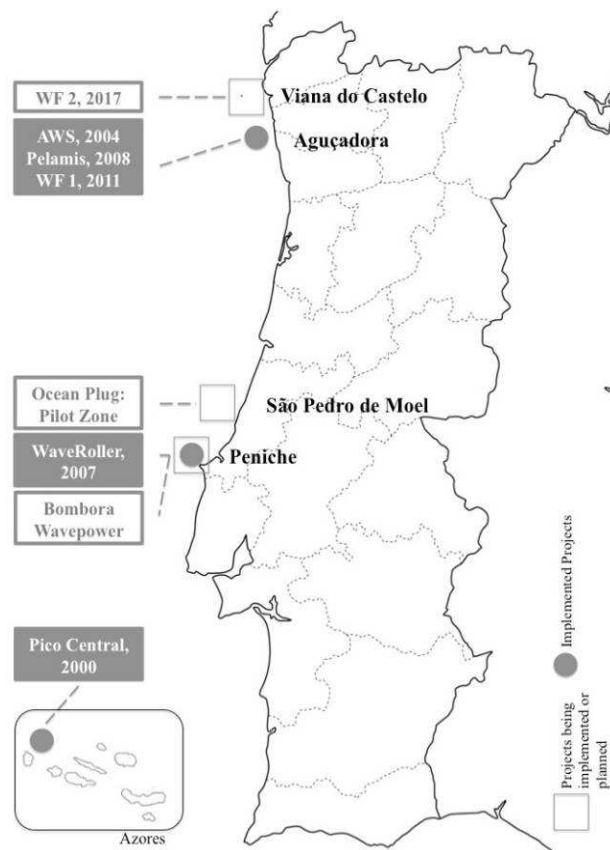 WF 2, 2017
Viana do Castelo
AWS, 2004
Pelamis, 2008
WF 1, 2011
Aguçadora
Ocean Plug:
Pilot Zone
São Pedro de Moel
WaveRoller,
2007
Peniche
Bombora
Wavepower
Pico Central,
2000
Azores
Implemented Projects
Projects being
implemented or
planned